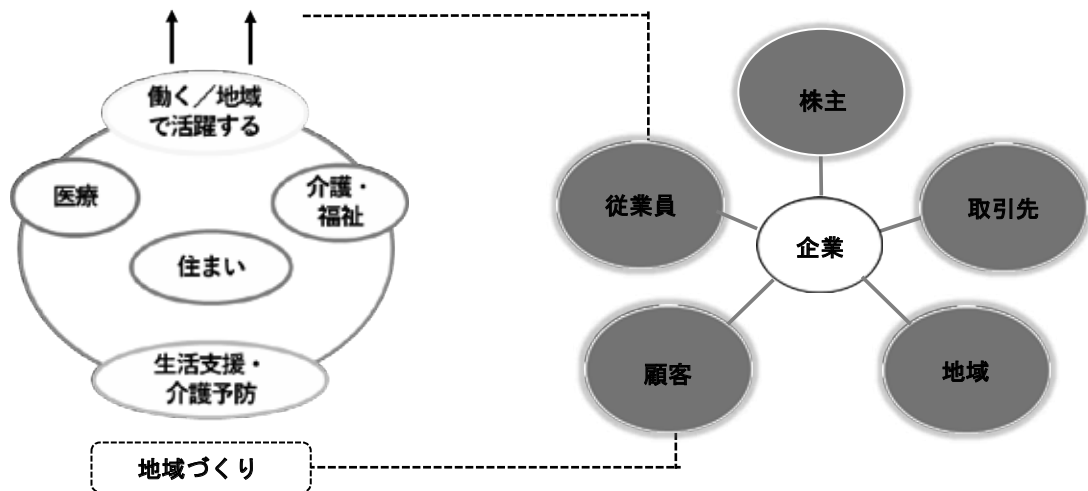 働く／地域
で活躍する
医療
介護・
福祉
住まい
生活支援・
介護予防
地域づくり
株主
従業員
取引先
企業
顧客
地域